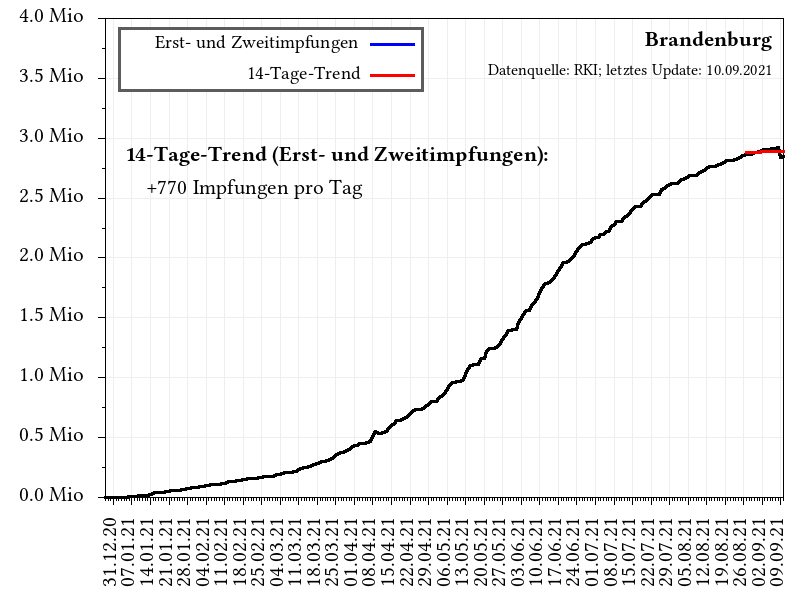 4.0 Mio
3.5 Mio
3.0 Mio
2.5 Mio
2.0 Mio
1.5 Mio
1.0 Mio
0.5 Mio
0.0 Mio
Erst- und Zweitimpfungen
14-Tage-Trend
Brandenburg
Datenquelle: RKI; letztes Update: 10.09.2021
14-Tage-Trend (Erst- und Zweitimpfungen):
+770 Impfungen pro Tag
31.12.20
07.01.21
14.01.21
21.01.21
28.01.21
04.02.21
11.02.21
18.02.21
25.02.21
04.03.21
11.03.21
18.03.21
25.03.21
01.04.21
08.04.21
15.04.21
22.04.21
29.04.21
06.05.21
13.05.21
20.05.21
27.05.21
03.06.21
10.06.21
17.06.21
24.06.21
01.07.21
08.07.21
15.07.21
22.07.21
29.07.21
05.08.21
12.08.21
19.08.21
26.08.21
02.09.21
09.09.21